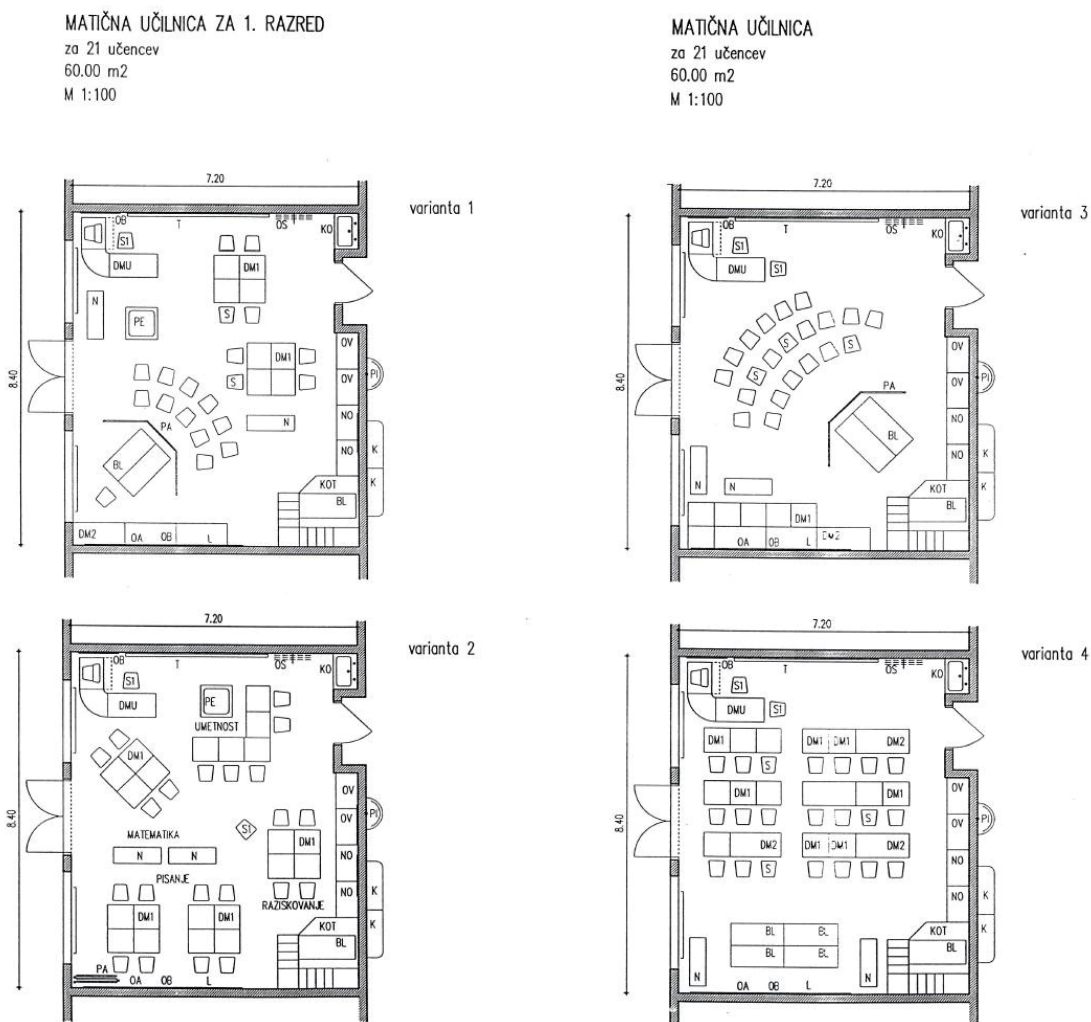 MATIČNA UČILNICA ZA 1. RAZRED
za 21 učencev
60.00 m2
M 1:100
MATIČNA UČILNICA
za 21 učencev
60.00 m2
M 1:100
varianta 1
7.20
8.40
OB
T
OS
KO
S1
DMU
DM1
N
PE
S
DM1
S
OV
OV
PI
N
PA
NO
NO
K
K
BL
KOT
BL
DM2
OA
OB
L
varianta 3
7.20
8.40
OB
T
OS
KO
S1
DMU
S1
S
S
S
OV
OV
PI
PA
NO
NO
K
K
BL
KOT
BL
N
N
DM1
OA
OB
L
DM2
varianta 2
7.20
8.40
OB
T
OS
KO
S1
DMU
PE
UMETNOST
DM1
S1
MATEMATIKA
N
N
PISANJE
DM1
OV
OV
PI
NO
NO
K
K
RAZISKOVANJE
DM1
DM1
KOT
BL
PA
OA
OB
L
varianta 4
7.20
8.40
OB
T
OS
KO
S1
DMU
S1
DM1
DM1
DM1
DM2
S
DM1
DM1
S
OV
OV
PI
DM2
DM1
DM1
DM2
S
NO
NO
K
K
BL
BL
BL
BL
N
N
KOT
BL
OA
OB
L